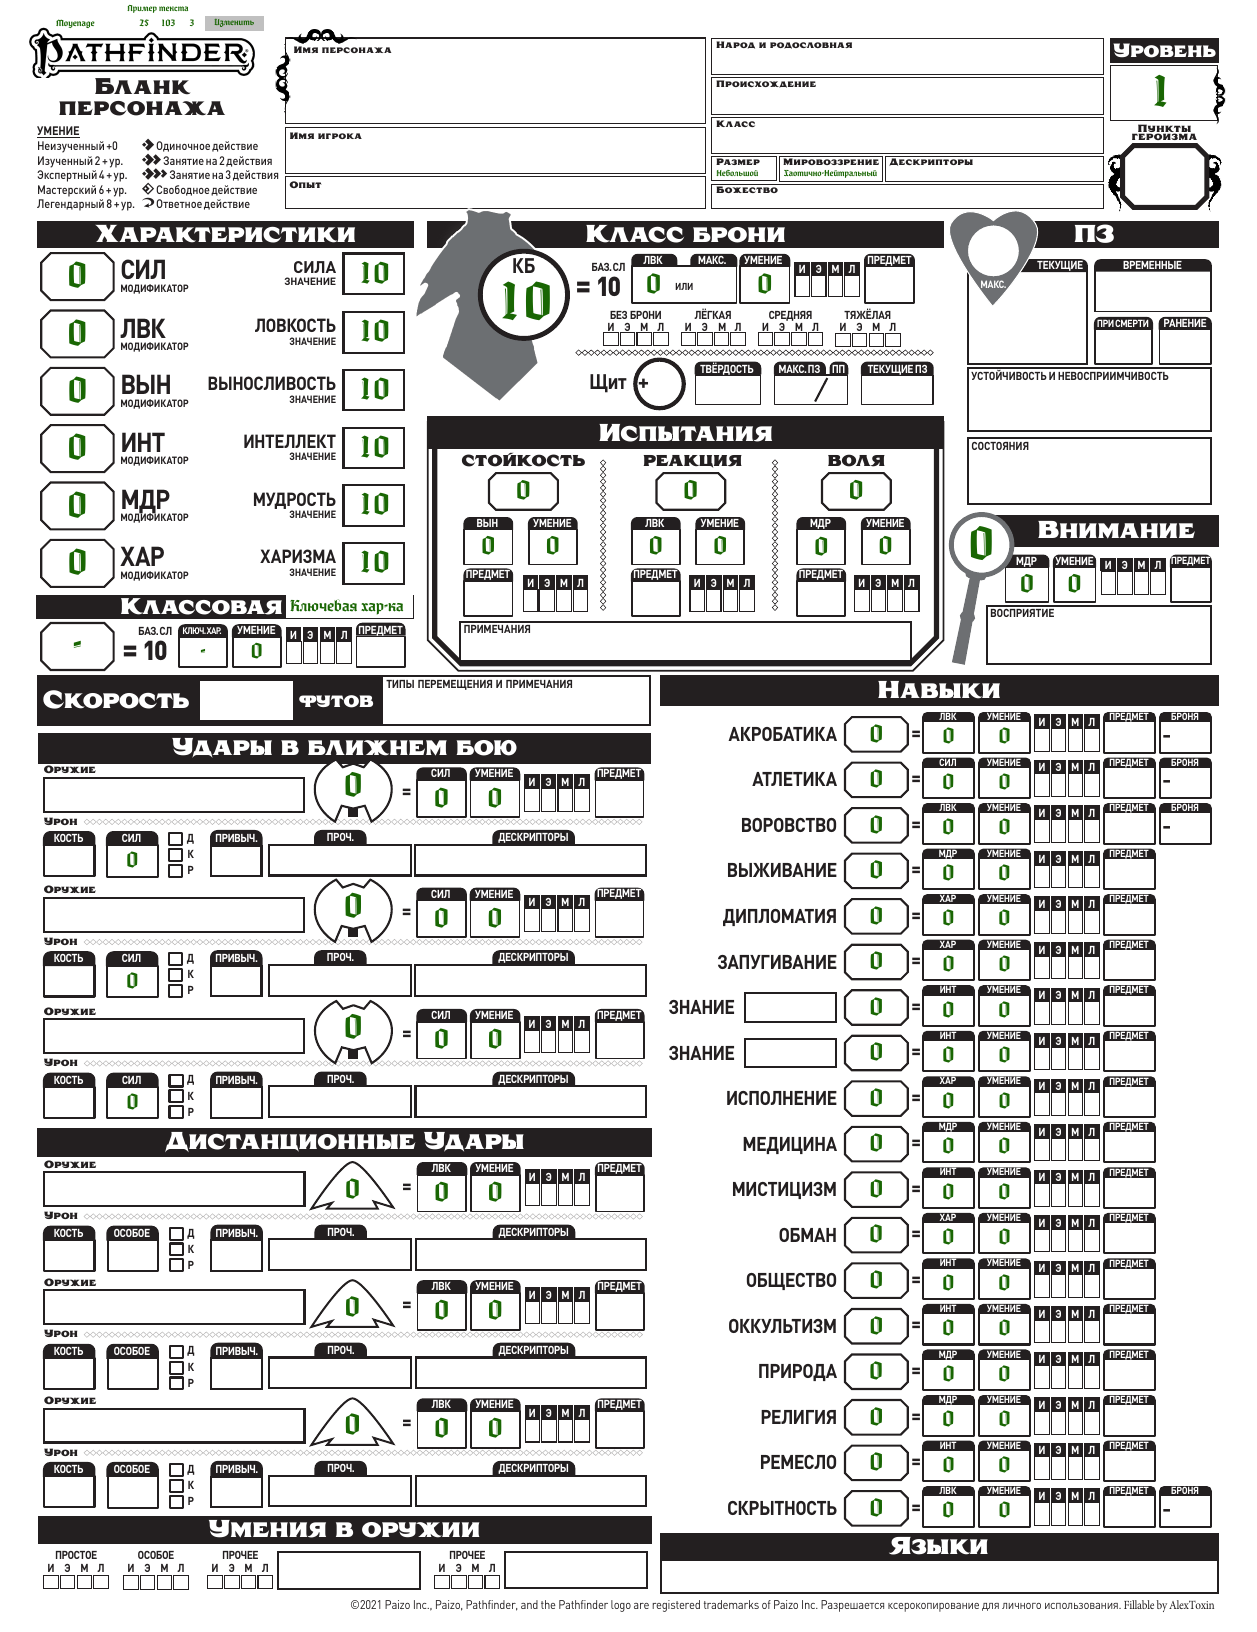 Пример текста
Moyenage 25 103 3 Изменить
PATHFINDER
Бланк
персонажа
УМЕНИЕ
Неизученный +0 Одиночное действие
Изученный 2 + ур. Занятие на 2 действия
Экспертный 4 + ур. Занятие на 3 действия
Мастерский 6 + ур. Свободное действие
Легендарный 8 + ур. Ответное действие
Имя персонажа
Имя игрока
Опыт
Народ и родословная
Происхождение
Класс
Размер Мировоззрение Дескрипторы
Небольшой Хаотично-Нейтральный
Божество
Уровень
1
Пункты
героизма
Характеристики
0 СИЛ МОДИФИКАТОР СИЛА ЗНАЧЕНИЕ 10
0 ЛВК МОДИФИКАТОР ЛОВКОСТЬ ЗНАЧЕНИЕ 10
0 ВЫН МОДИФИКАТОР ВЫНОСЛИВОСТЬ ЗНАЧЕНИЕ 10
0 ИНТ МОДИФИКАТОР ИНТЕЛЛЕКТ ЗНАЧЕНИЕ 10
0 МДР МОДИФИКАТОР МУДРОСТЬ ЗНАЧЕНИЕ 10
0 ХАР МОДИФИКАТОР ХАРИЗМА ЗНАЧЕНИЕ 10
Классовая Ключевая хар-ка
БАЗ.СЛ КЛЮЧ.ХАР. УМЕНИЕ И Э М Л ПРЕДМЕТ
- = 10 - 0
Класс брони
КБ БАЗ.СЛ ЛВК МАКС. УМЕНИЕ И Э М Л ПРЕДМЕТ
10 = 10 0 ИЛИ 0
БЕЗ БРОНИ ЛЁГКАЯ СРЕДНЯЯ ТЯЖЁЛАЯ
И Э М Л И Э М Л И Э М Л И Э М Л
Щит + ТВЁРДОСТЬ МАКС.ПЗ / ПП ТЕКУЩИЕ ПЗ
Испытания
СТОЙКОСТЬ РЕАКЦИЯ ВОЛЯ
0 0 0
ВЫН УМЕНИЕ ЛВК УМЕНИЕ МДР УМЕНИЕ
0 0 0 0 0 0
ПРЕДМЕТ И Э М Л ПРЕДМЕТ И Э М Л ПРЕДМЕТ И Э М Л
ПРИМЕЧАНИЯ
ПЗ
МАКС. ТЕКУЩИЕ ВРЕМЕННЫЕ
ПРИ СМЕРТИ РАНЕНИЕ
УСТОЙЧИВОСТЬ И НЕВОСПРИИМЧИВОСТЬ
СОСТОЯНИЯ
0 Внимание
МДР УМЕНИЕ И Э М Л ПРЕДМЕТ
0 0
ВОСПРИЯТИЕ
Скорость футов ТИПЫ ПЕРЕМЕЩЕНИЯ И ПРИМЕЧАНИЯ
Удары в ближнем бою
Оружие 0 = СИЛ 0 УМЕНИЕ 0 И Э М Л ПРЕДМЕТ
Урон
КОСТЬ СИЛ 0 Д К Р ПРИВЫЧ. ПРОЧ. ДЕСКРИПТОРЫ
Оружие 0 = СИЛ 0 УМЕНИЕ 0 И Э М Л ПРЕДМЕТ
Урон
КОСТЬ СИЛ 0 Д К Р ПРИВЫЧ. ПРОЧ. ДЕСКРИПТОРЫ
Оружие 0 = СИЛ 0 УМЕНИЕ 0 И Э М Л ПРЕДМЕТ
Урон
КОСТЬ СИЛ 0 Д К Р ПРИВЫЧ. ПРОЧ. ДЕСКРИПТОРЫ
Дистанционные Удары
Оружие 0 = ЛВК 0 УМЕНИЕ 0 И Э М Л ПРЕДМЕТ
Урон
КОСТЬ ОСОБОЕ Д К Р ПРИВЫЧ. ПРОЧ. ДЕСКРИПТОРЫ
Оружие 0 = ЛВК 0 УМЕНИЕ 0 И Э М Л ПРЕДМЕТ
Урон
КОСТЬ ОСОБОЕ Д К Р ПРИВЫЧ. ПРОЧ. ДЕСКРИПТОРЫ
Оружие 0 = ЛВК 0 УМЕНИЕ 0 И Э М Л ПРЕДМЕТ
Урон
КОСТЬ ОСОБОЕ Д К Р ПРИВЫЧ. ПРОЧ. ДЕСКРИПТОРЫ
Умения в оружии
ПРОСТОЕ ОСОБОЕ ПРОЧЕЕ ПРОЧЕЕ
И Э М Л И Э М Л И Э М Л И Э М Л
Навыки
АКРОБАТИКА 0 = ЛВК 0 УМЕНИЕ 0 И Э М Л ПРЕДМЕТ БРОНЯ -
АТЛЕТИКА 0 = СИЛ 0 УМЕНИЕ 0 И Э М Л ПРЕДМЕТ БРОНЯ -
ВОРОВСТВО 0 = ЛВК 0 УМЕНИЕ 0 И Э М Л ПРЕДМЕТ БРОНЯ -
ВЫЖИВАНИЕ 0 = МДР 0 УМЕНИЕ 0 И Э М Л ПРЕДМЕТ
ДИПЛОМАТИЯ 0 = ХАР 0 УМЕНИЕ 0 И Э М Л ПРЕДМЕТ
ЗАПУГИВАНИЕ 0 = ХАР 0 УМЕНИЕ 0 И Э М Л ПРЕДМЕТ
ЗНАНИЕ 0 = ИНТ 0 УМЕНИЕ 0 И Э М Л ПРЕДМЕТ
ЗНАНИЕ 0 = ИНТ 0 УМЕНИЕ 0 И Э М Л ПРЕДМЕТ
ИСПОЛНЕНИЕ 0 = ХАР 0 УМЕНИЕ 0 И Э М Л ПРЕДМЕТ
МЕДИЦИНА 0 = МДР 0 УМЕНИЕ 0 И Э М Л ПРЕДМЕТ
МИСТИЦИЗМ 0 = ИНТ 0 УМЕНИЕ 0 И Э М Л ПРЕДМЕТ
ОБМАН 0 = ХАР 0 УМЕНИЕ 0 И Э М Л ПРЕДМЕТ
ОБЩЕСТВО 0 = ИНТ 0 УМЕНИЕ 0 И Э М Л ПРЕДМЕТ
ОККУЛЬТИЗМ 0 = ИНТ 0 УМЕНИЕ 0 И Э М Л ПРЕДМЕТ
ПРИРОДА 0 = МДР 0 УМЕНИЕ 0 И Э М Л ПРЕДМЕТ
РЕЛИГИЯ 0 = МДР 0 УМЕНИЕ 0 И Э М Л ПРЕДМЕТ
РЕМЕСЛО 0 = ИНТ 0 УМЕНИЕ 0 И Э М Л ПРЕДМЕТ
СКРЫТНОСТЬ 0 = ЛВК 0 УМЕНИЕ 0 И Э М Л ПРЕДМЕТ БРОНЯ -
Языки
©2021 Paizo Inc., Paizo, Pathfinder, and the Pathfinder logo are registered trademarks of Paizo Inc. Разрешается ксерокопирование для личного использования. Fillable by AlexToxin